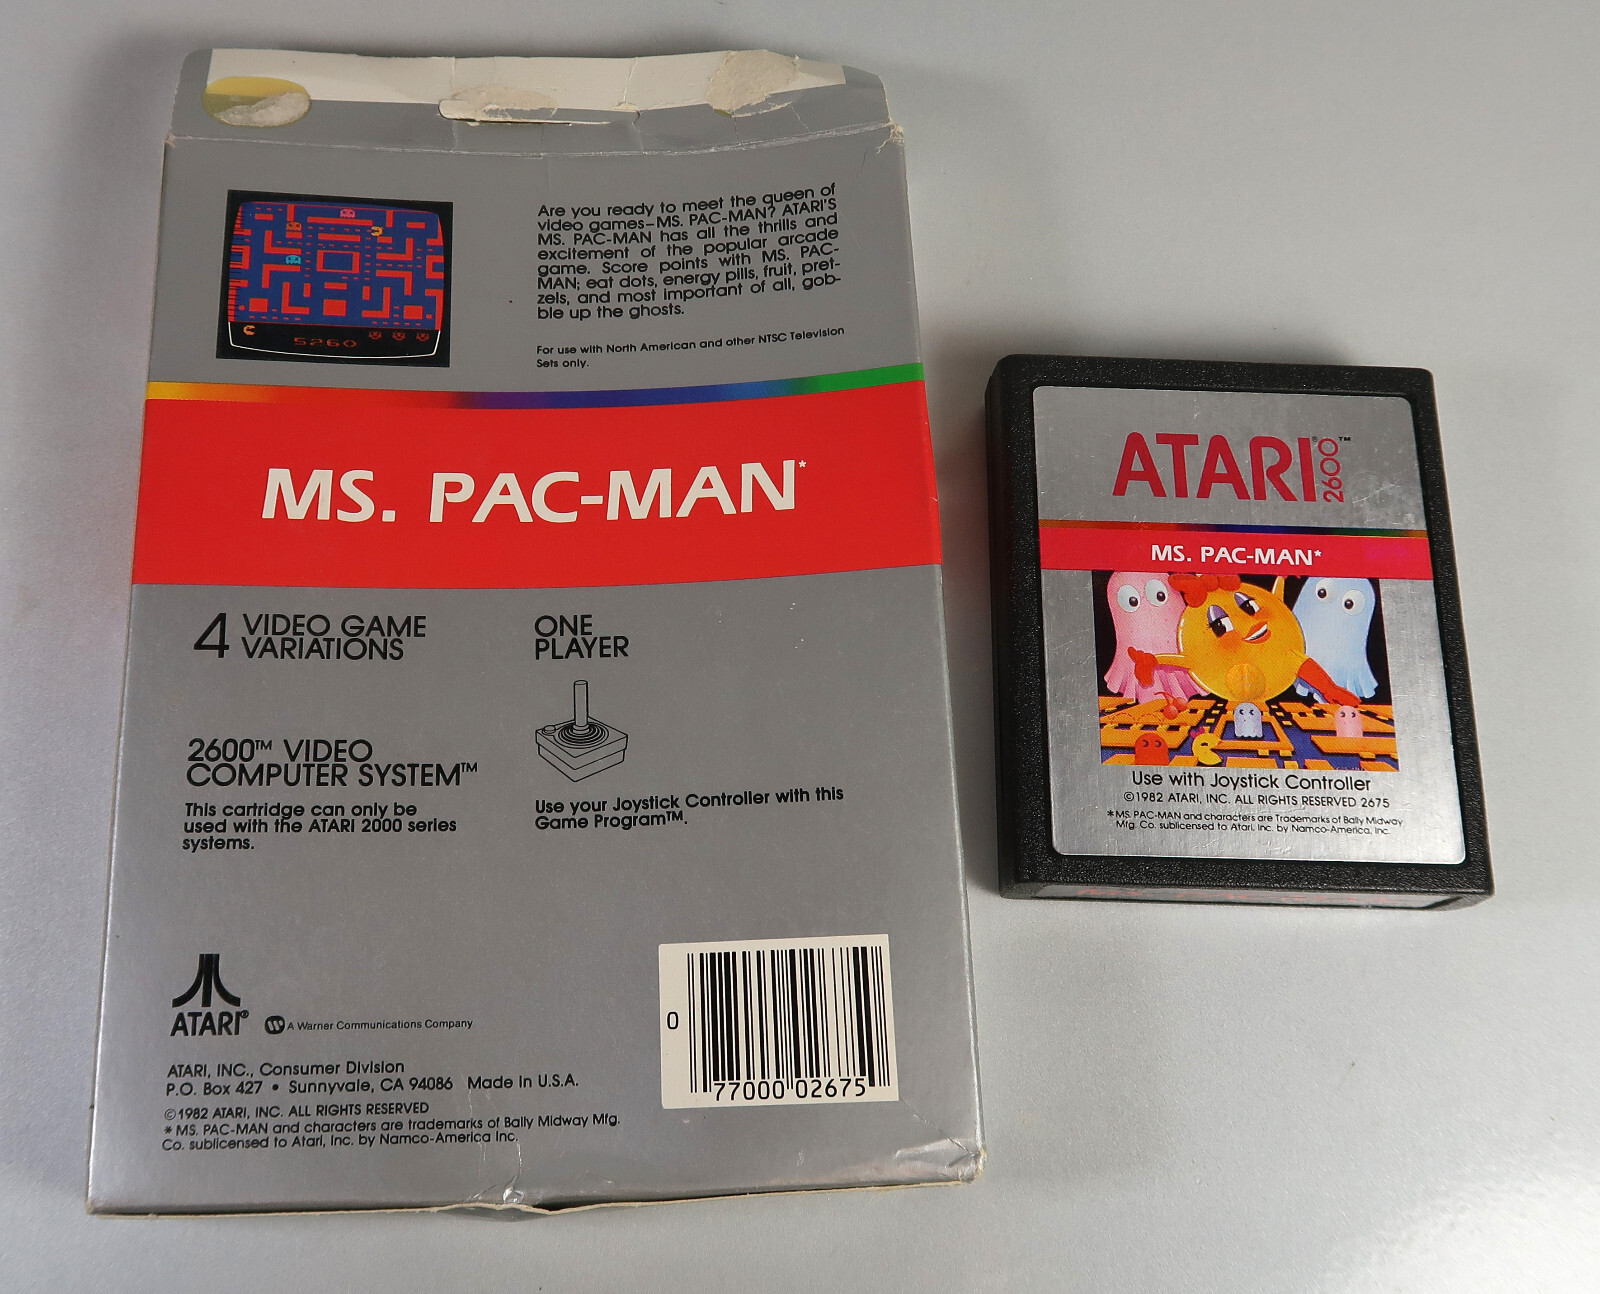 5260
Are you ready to meet the queen of
video games–MS. PAC-MAN? ATARI'S
MS. PAC-MAN has all the thrills and
excitement of the popular arcade
game. Score points with MS. PAC-
MAN; eat dots, energy pills, fruit, pret-
zels, and most important of all, gob-
ble up the ghosts.
For use with North American and other NTSC Television
Sets only.
MS. PAC-MAN*
4 VIDEO GAME
VARIATIONS
ONE
PLAYER
2600™ VIDEO
COMPUTER SYSTEM™
This cartridge can only be
used with the ATARI 2000 series
systems.
Use your Joystick Controller with this
Game Program™.
ATARI®
A Warner Communications Company
ATARI, INC., Consumer Division
P.O. Box 427 • Sunnyvale, CA 94086 Made in U.S.A.
©1982 ATARI, INC. ALL RIGHTS RESERVED
* MS. PAC-MAN and characters are trademarks of Bally Midway Mfg.
Co. sublicensed to Atari, Inc. by Namco-America Inc.
0 77000 02675
ATARI® 2600™
MS. PAC-MAN*
Use with Joystick Controller
©1982 ATARI, INC. ALL RIGHTS RESERVED 2675
*MS. PAC-MAN and characters are Trademarks of Bally Midway
Mfg. Co. sublicensed to Atari, Inc. by Namco-America, Inc.